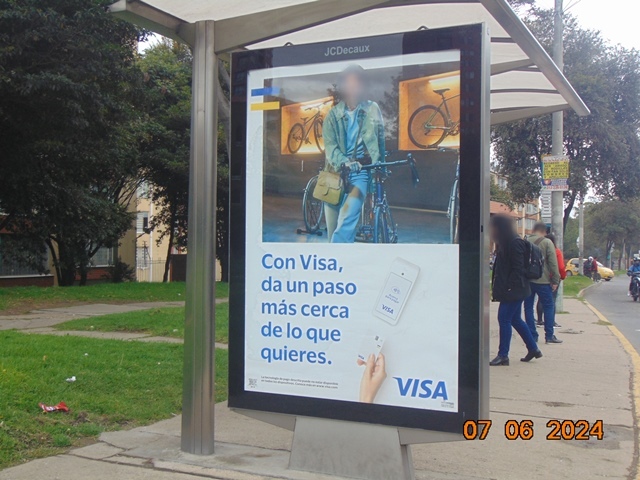 JCDecaux
Con Visa,
da un paso
más cerca
de lo que
quieres.
VISA
VISA
07 06 2024